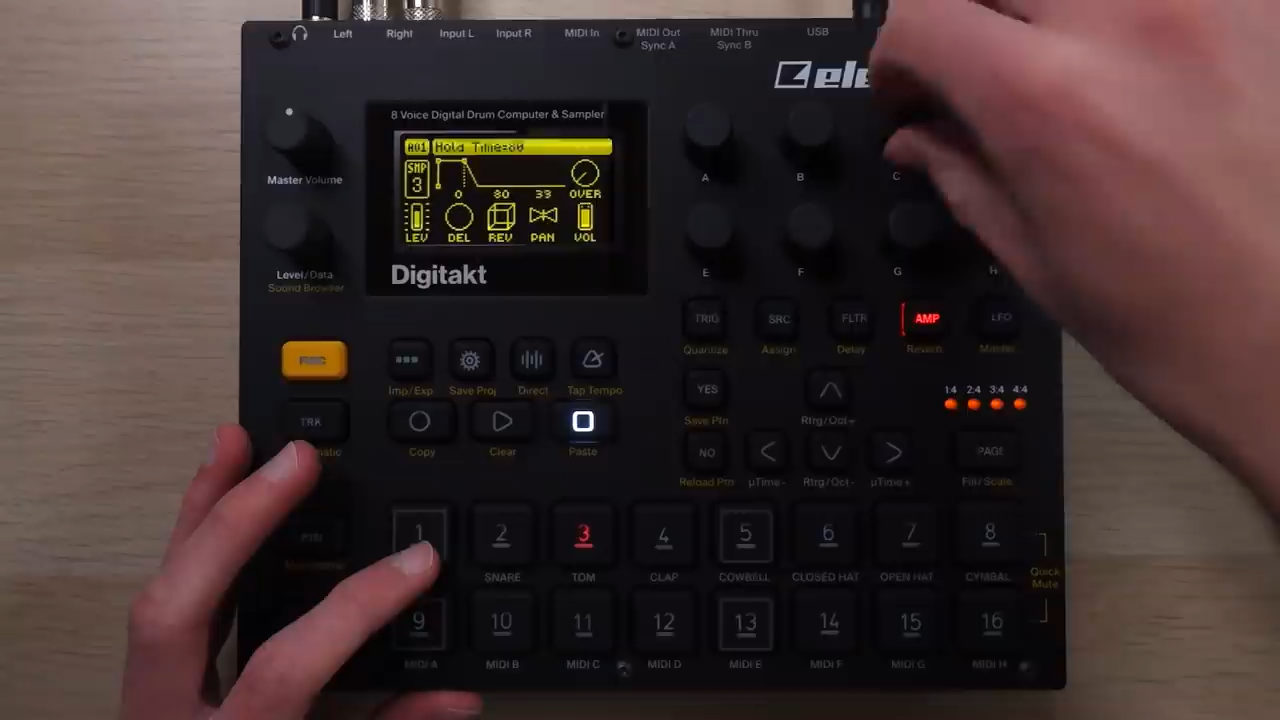 Left Right Input L Input R MIDI In MIDI Out MIDI Thru USB
Sync A Sync B
ele
8 Voice Digital Drum Computer & Sampler
A01 Hold Time=80
SMP
3
0 80 33 OVER
LEV DEL REV PAN VOL
Digitakt
Master Volume
Level/Data
Sound Browser
A B C
E F G H
TRIG SRC FLTR AMP LFO
Quantize Assign Delay Reverb Master
FUNC
Imp/Exp Save Proj Direct Tap Tempo
YES
Save Ptn Rtrg/Oct+
1:4 2:4 3:4 4:4
TRK
Copy Clear Paste
NO PAGE
Reload Ptn µTime- Rtrg/Oct- µTime+ Fill/Scale
PTN
1 2 3 4 5 6 7 8
SNARE TOM CLAP COWBELL CLOSED HAT OPEN HAT CYMBAL
Quick
Mute
9 10 11 12 13 14 15 16
MIDI A MIDI B MIDI C MIDI D MIDI E MIDI F MIDI G MIDI H